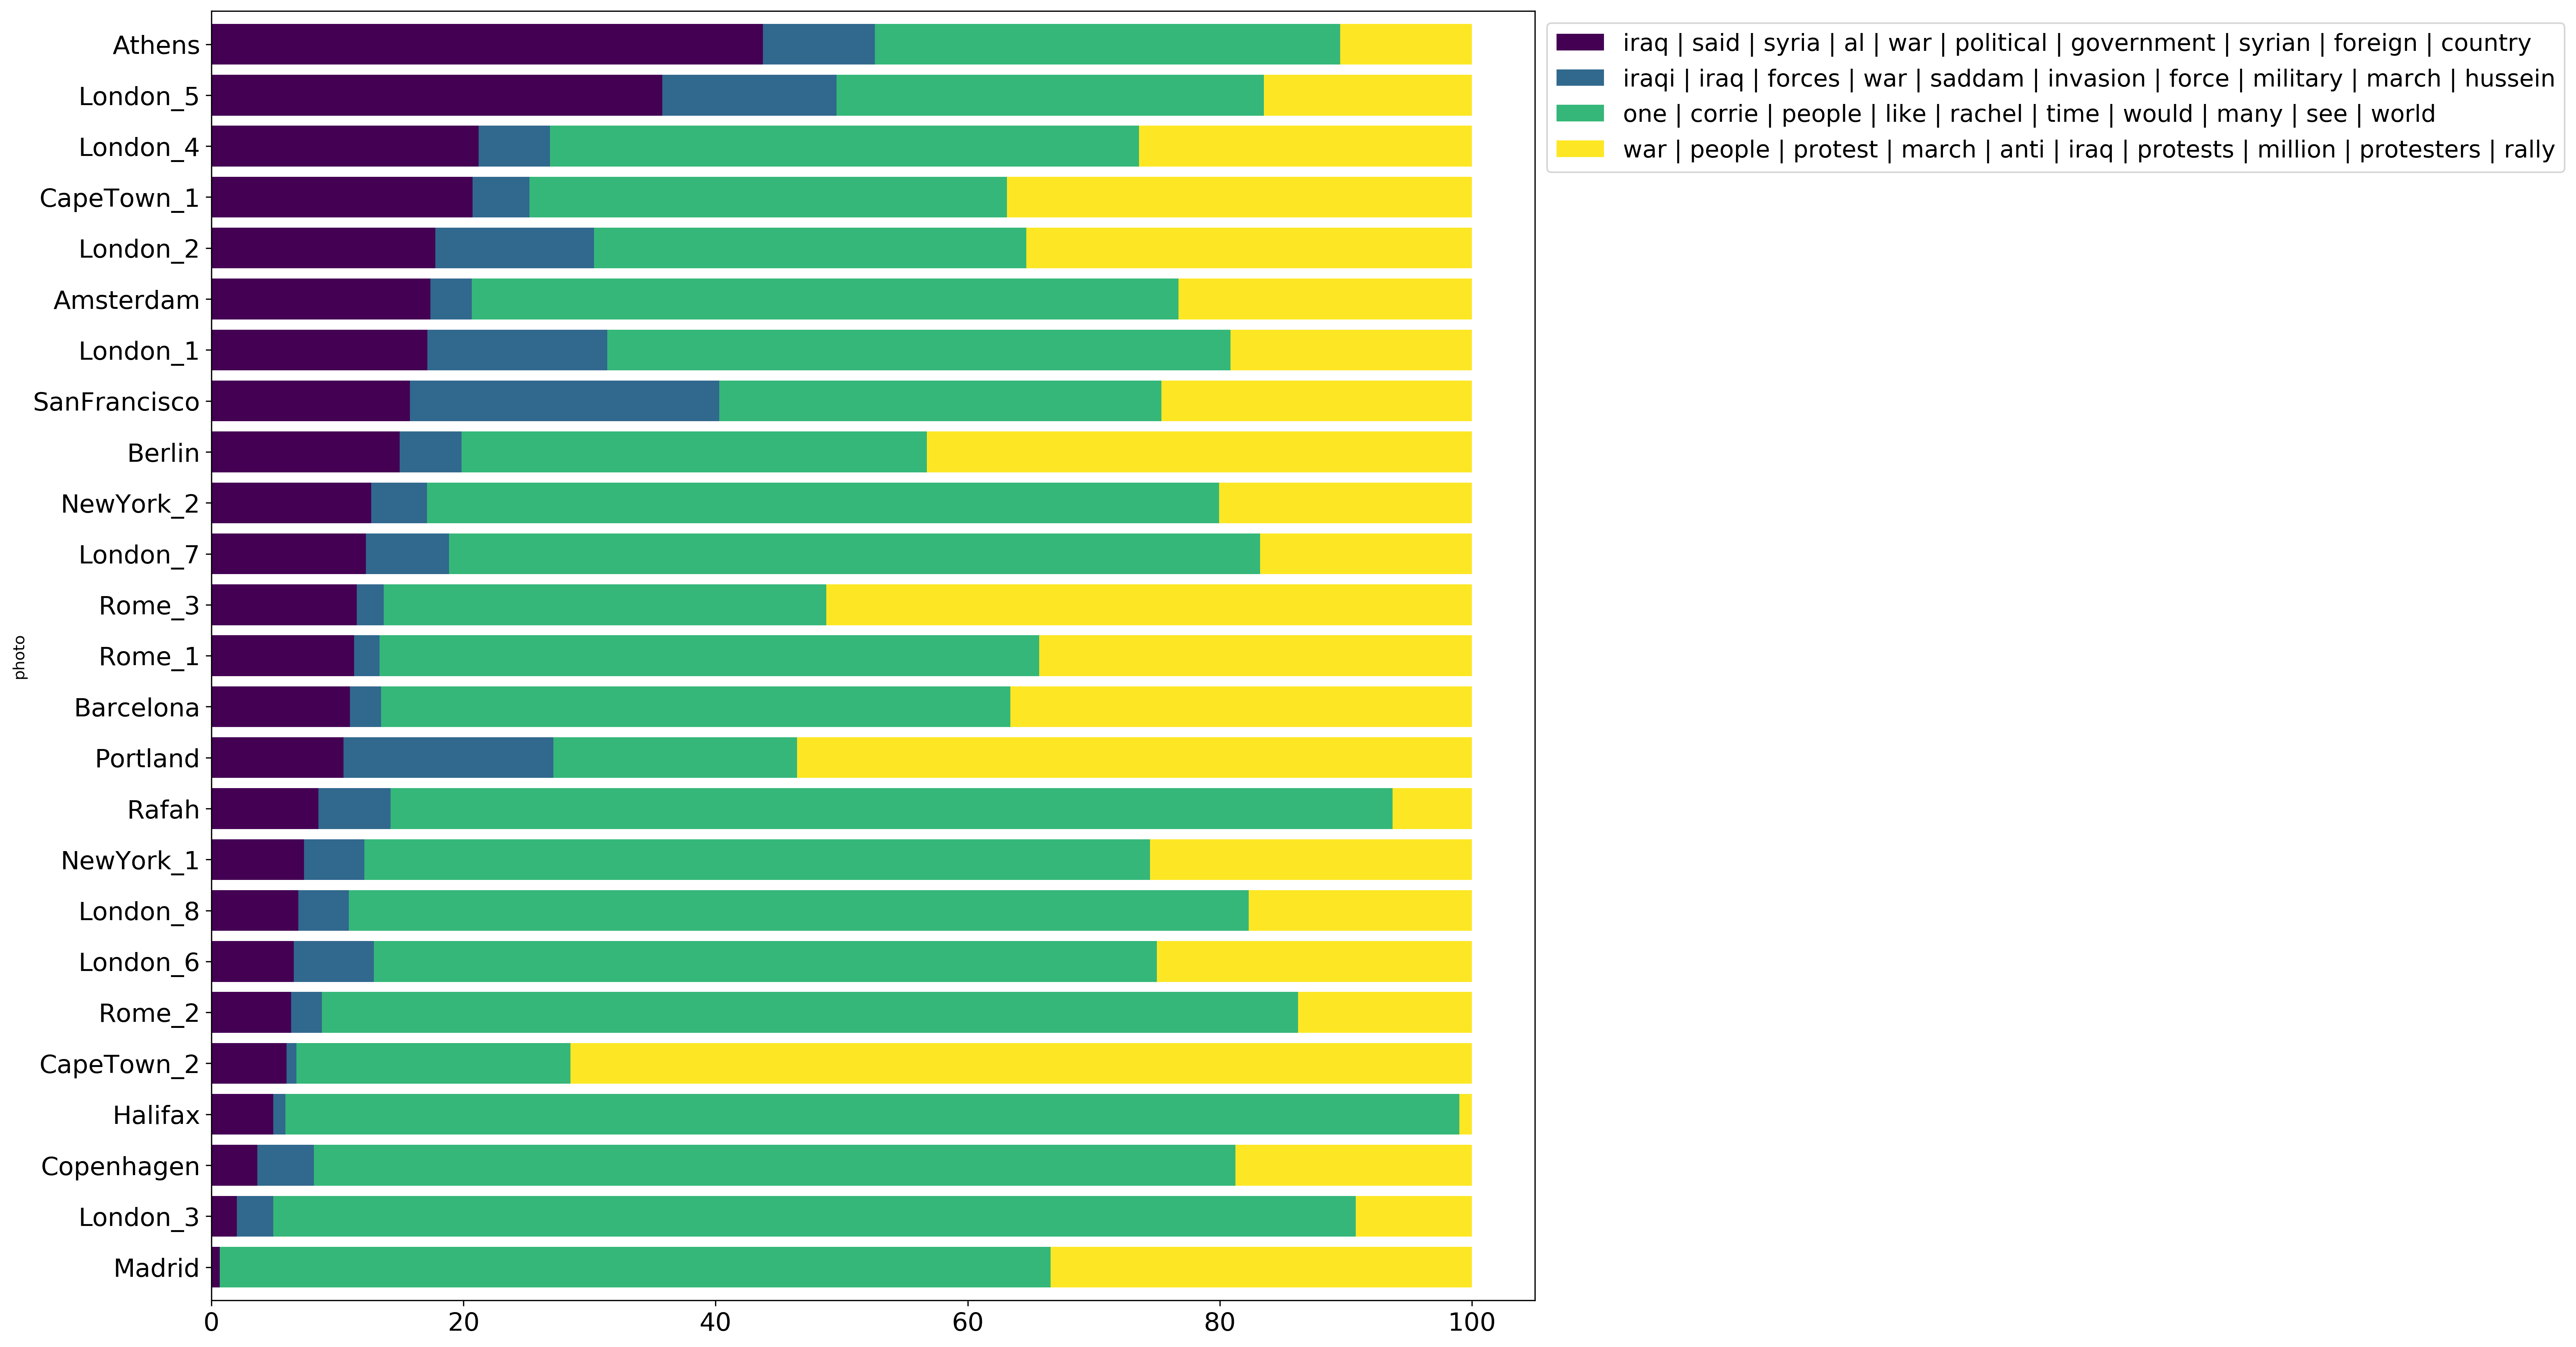 Athens
London_5
London_4
CapeTown_1
London_2
Amsterdam
London_1
SanFrancisco
Berlin
NewYork_2
London_7
Rome_3
Rome_1
Barcelona
Portland
Rafah
NewYork_1
London_8
London_6
Rome_2
CapeTown_2
Halifax
Copenhagen
London_3
Madrid
photo
0 20 40 60 80 100
iraq | said | syria | al | war | political | government | syrian | foreign | country
iraqi | iraq | forces | war | saddam | invasion | force | military | march | hussein
one | corrie | people | like | rachel | time | would | many | see | world
war | people | protest | march | anti | iraq | protests | million | protesters | rally